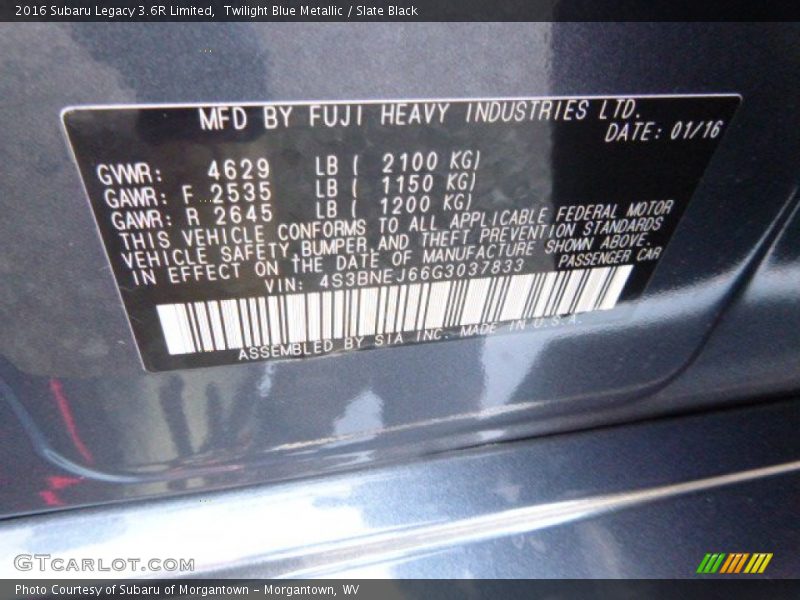 2016 Subaru Legacy 3.6R Limited,  Twilight Blue Metallic / Slate Black
MFD BY FUJI HEAVY INDUSTRIES LTD.
DATE: 01/16
GVWR: 4629 LB ( 2100 KG)
GAWR: F 2535 LB ( 1150 KG)
GAWR: R 2645 LB ( 1200 KG)
THIS VEHICLE CONFORMS TO ALL APPLICABLE FEDERAL MOTOR
VEHICLE SAFETY, BUMPER AND THEFT PREVENTION STANDARDS
IN EFFECT ON THE DATE OF MANUFACTURE SHOWN ABOVE.
VIN: 4S3BNEJ66G3037833 PASSENGER CAR
ASSEMBLED BY SIA INC. MADE IN U.S.A.
GTCARLOT.COM
Photo Courtesy of Subaru of Morgantown - Morgantown, WV